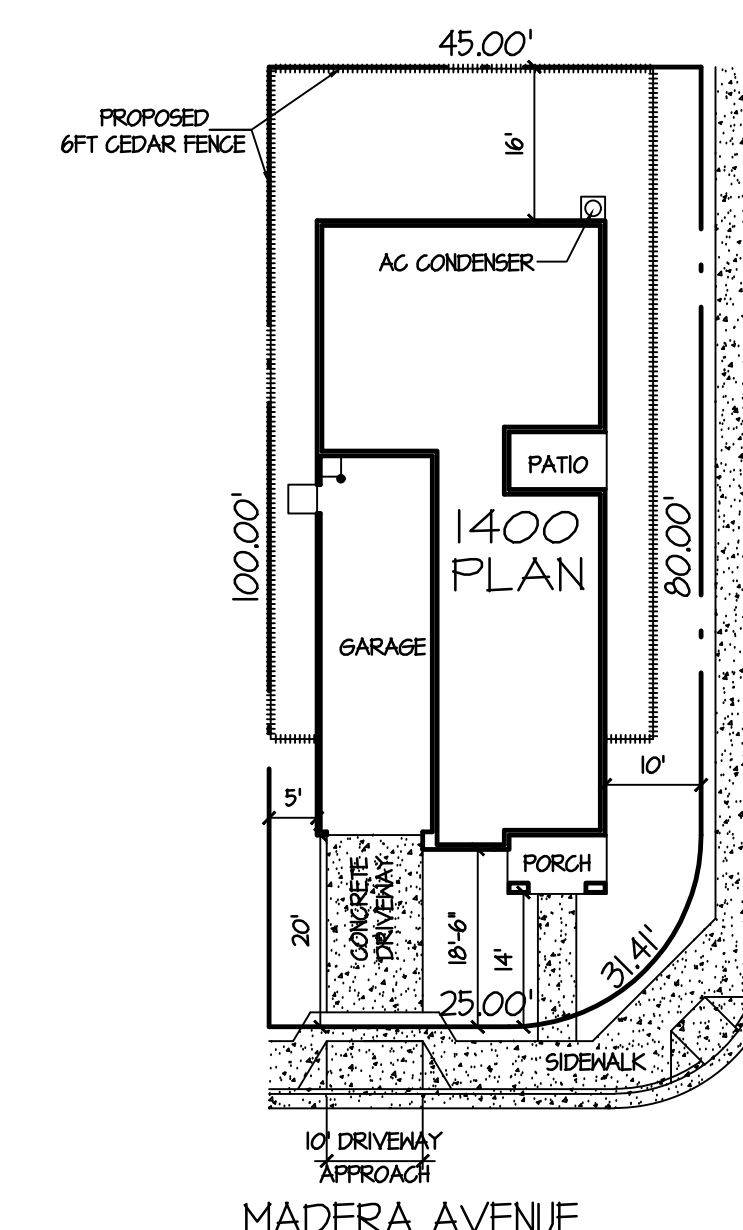 45.00'
PROPOSED
6FT CEDAR FENCE
16'
AC CONDENSER
PATIO
100.00'
1400
PLAN
80.00'
GARAGE
10'
5'
PORCH
CONCRETE
DRIVEWAY
20'
18'-6"
14'
31.41'
25.00'
SIDEWALK
10' DRIVEWAY
APPROACH
MADERA AVENUE